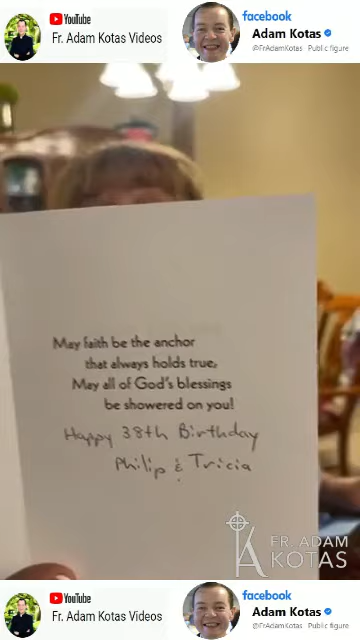 YouTube
Fr. Adam Kotas Videos
facebook
Adam Kotas
@FrAdamKotas · Public figure
May faith be the anchor
that always holds true,
May all of God's blessings
be showered on you!
Happy 38th Birthday
Philip & Tricia
FR. ADAM
KOTAS
YouTube
Fr. Adam Kotas Videos
facebook
Adam Kotas
@FrAdamKotas · Public figure